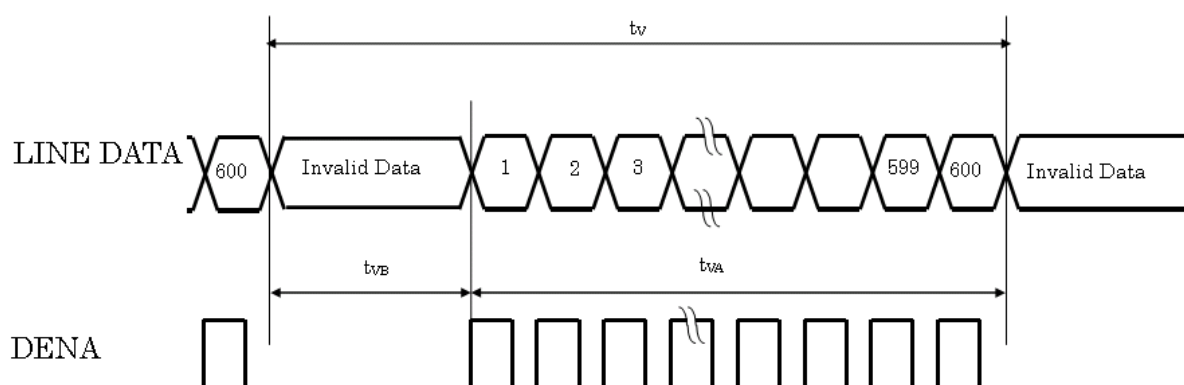 tV
LINE DATA 600 Invalid Data 1 2 3 599 600 Invalid Data
tVB tVA
DENA